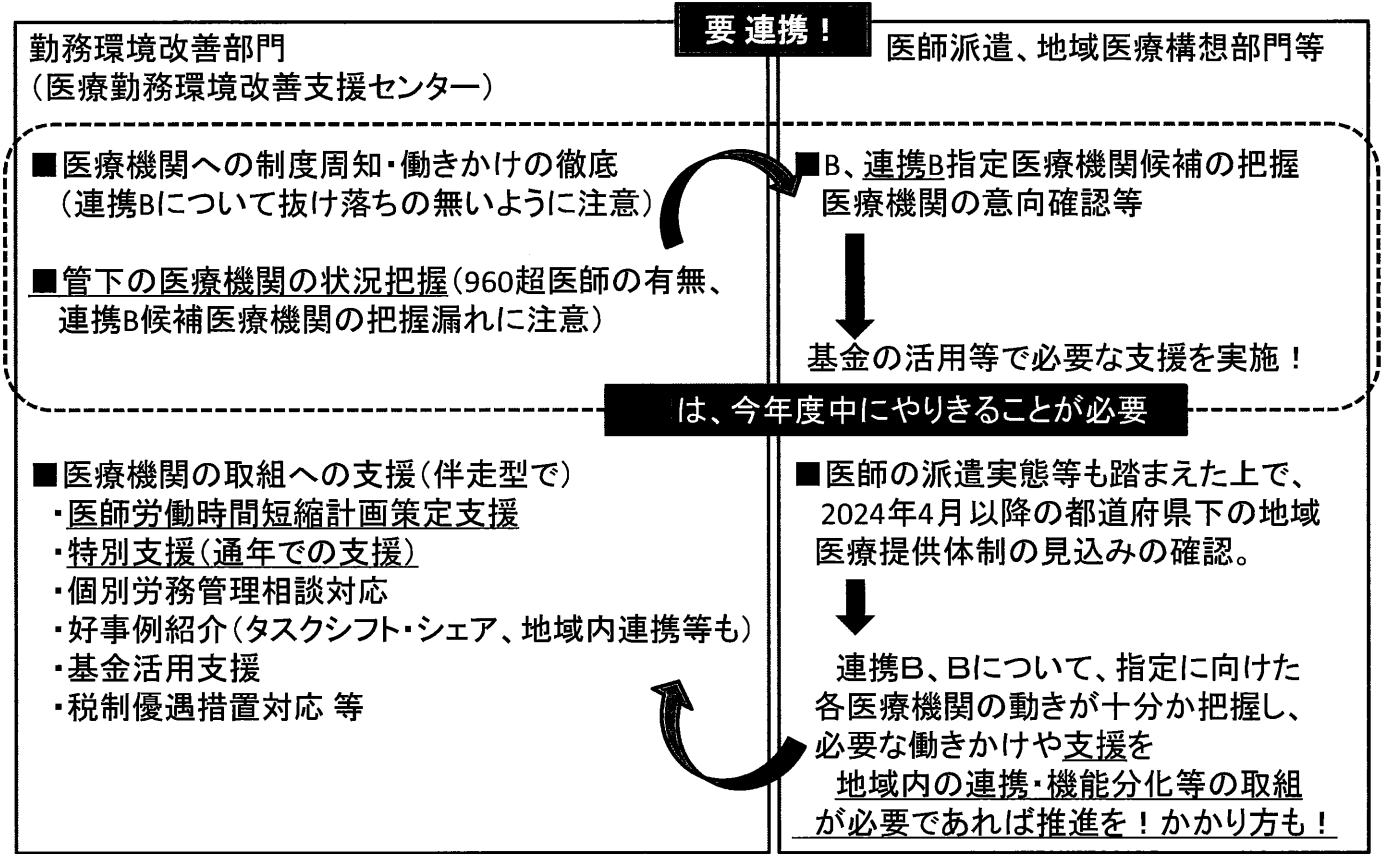 要 連携！
勤務環境改善部門
（医療勤務環境改善支援センター）
■医療機関への制度周知・働きかけの徹底
（連携Bについて抜け落ちの無いように注意）
■管下の医療機関の状況把握（960超医師の有無、
連携B候補医療機関の把握漏れに注意）
医師派遣、地域医療構想部門等
■B、連携B指定医療機関候補の把握
医療機関の意向確認等
基金の活用等で必要な支援を実施！
は、今年度中にやりきることが必要
■医療機関の取組への支援（伴走型で）
・医師労働時間短縮計画策定支援
・特別支援（通年での支援）
・個別労務管理相談対応
・好事例紹介（タスクシフト・シェア、地域内連携等も）
・基金活用支援
・税制優遇措置対応 等
■医師の派遣実態等も踏まえた上で、
2024年4月以降の都道府県下の地域
医療提供体制の見込みの確認。
連携Ｂ、Ｂについて、指定に向けた
各医療機関の動きが十分か把握し、
必要な働きかけや支援を
地域内の連携・機能分化等の取組
が必要であれば推進を！かかり方も！